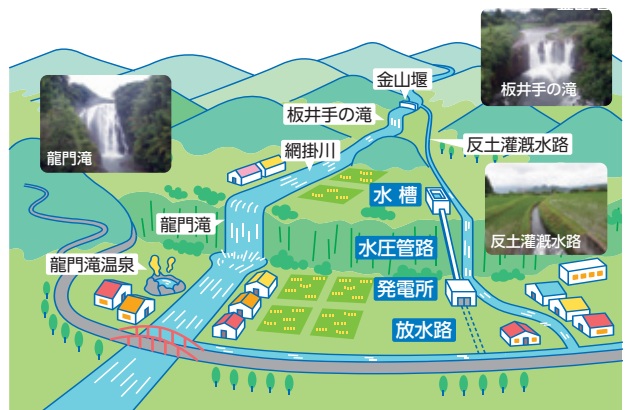 金山堰
板井手の滝
板井手の滝
網掛川
反土灌漑水路
龍門滝
水 槽
龍門滝
水圧管路
反土灌漑水路
龍門滝温泉
発電所
放水路